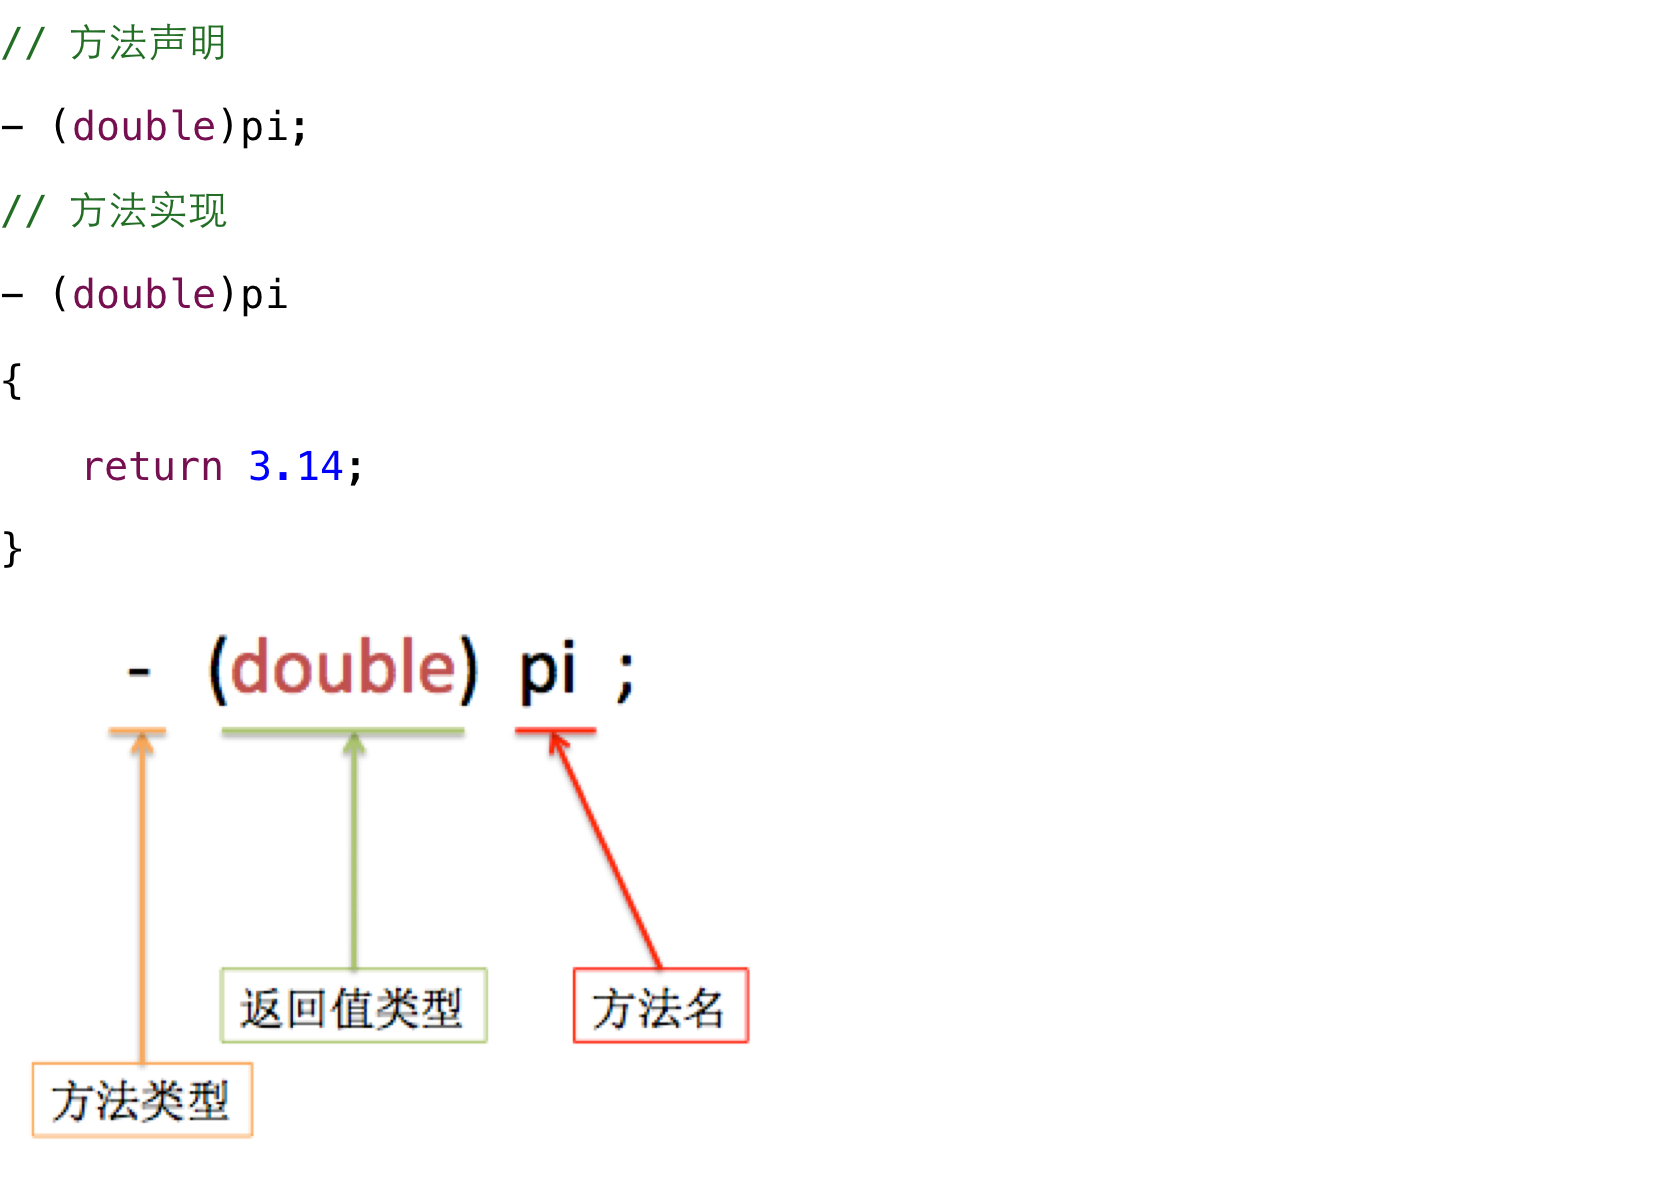 // 方法声明
- (double)pi;
// 方法实现
- (double)pi
{
return 3.14;
}
- (double) pi ;
返回值类型
方法名
方法类型